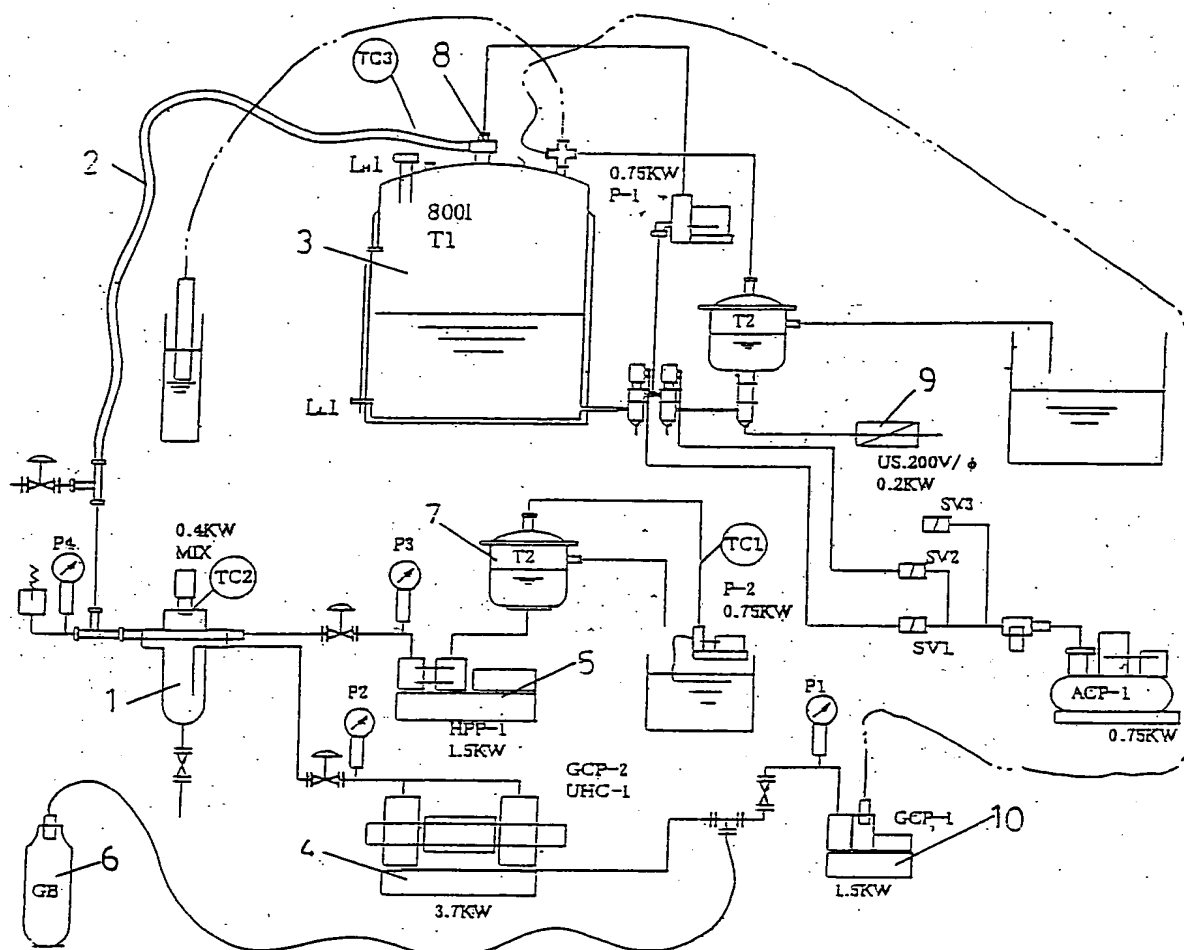 TC3
8
2
0.75KW
P-1
800l
T1
3
T2
9
US.200V/ ϕ
0.2KW
SV3
0.4KW
MIX
P4
TC2
P3
7
T2
TC1
P-2
0.75KW
SV2
SV1
1
5
P2
HPP-1
1.5KW
P1
ACP-1
0.75KW
GCP-2
UHC-1
GCP-1
10
6
GB
4
3.7KW
1.5KW